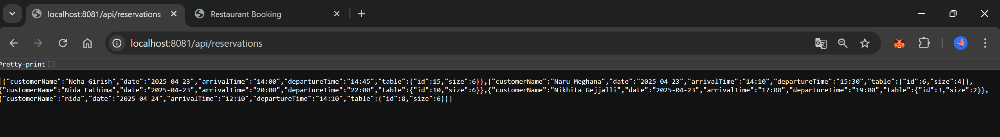 localhost:8081/api/reservations
Restaurant Booking
localhost:8081/api/reservations
Pretty-print
[{"customerName":"Neha Girish","date":"2025-04-23","arrivalTime":"14:00","departureTime":"14:45","table":{"id":15,"size":6}},{"customerName":"Naru Meghana","date":"2025-04-23","arrivalTime":"14:10","departureTime":"15:30","table":{"id":6,"size":4}},
{"customerName":"Nida Fathima","date":"2025-04-23","arrivalTime":"20:00","departureTime":"22:00","table":{"id":10,"size":6}},{"customerName":"Nikhita Gejjalli","date":"2025-04-23","arrivalTime":"17:00","departureTime":"19:00","table":{"id":3,"size":2}},
{"customerName":"nida","date":"2025-04-24","arrivalTime":"12:10","departureTime":"14:10","table":{"id":8,"size":6}}]